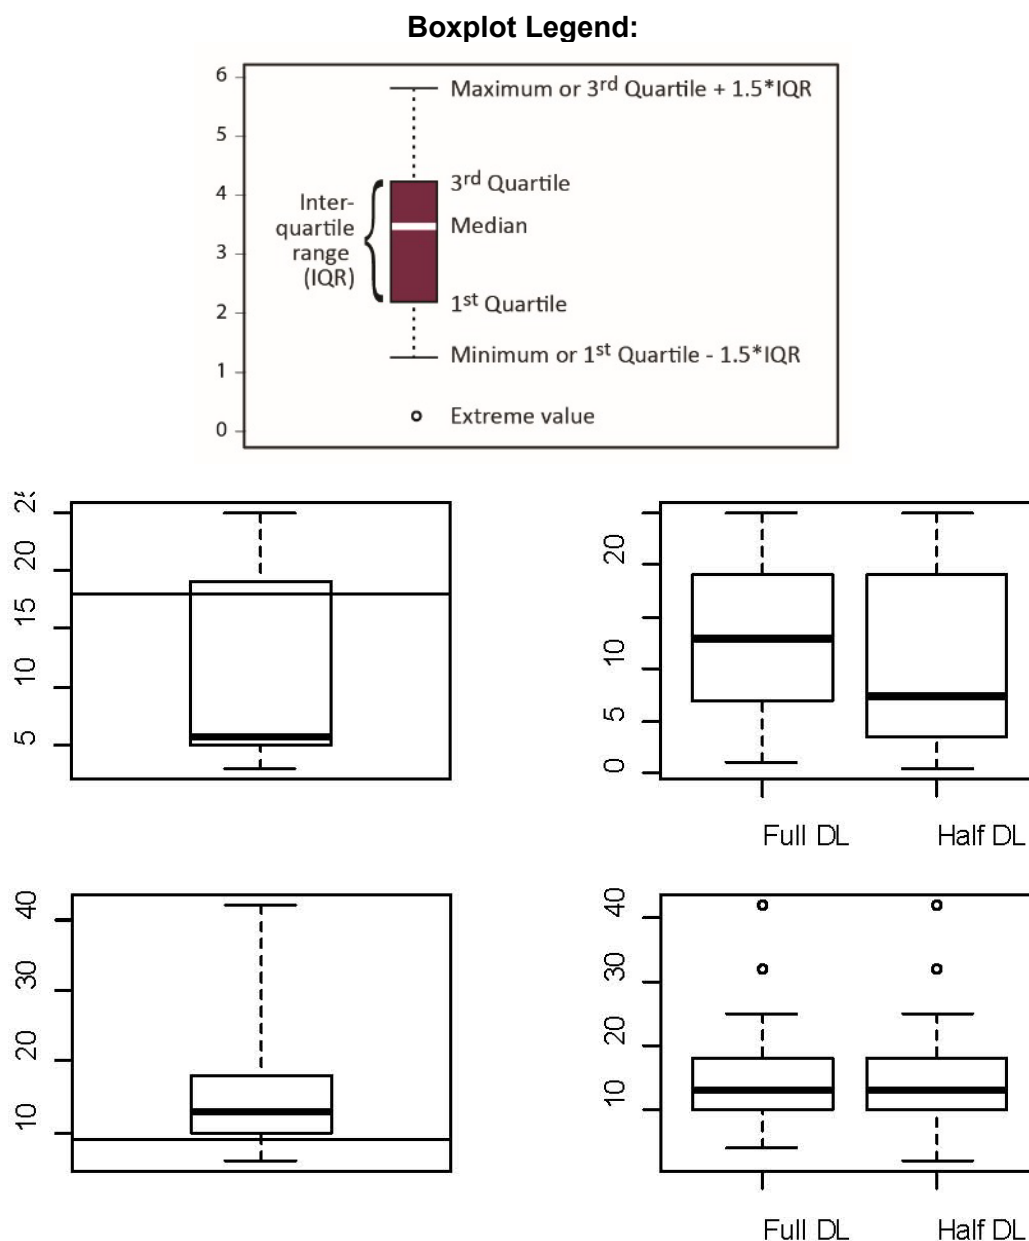 Boxplot Legend:
6
Maximum or 3rd Quartile + 1.5*IQR
5
4
3rd Quartile
Inter-
quartile
range
(IQR)
Median
3
2
1st Quartile
Minimum or 1st Quartile - 1.5*IQR
1
Extreme value
0
25
20
15
10
5
20
10
5
0
Full DL
Half DL
40
30
20
10
40
30
20
10
Full DL
Half DL